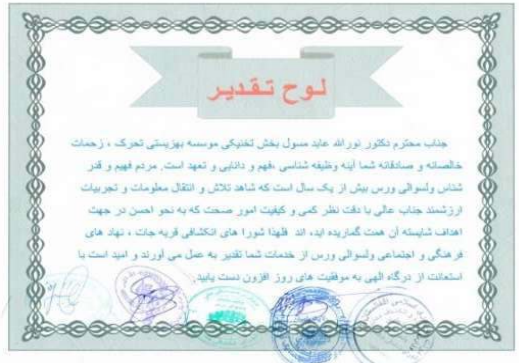 لوح تقدیر
جناب محترم دکتور نورالله عابد مسول بخش تخنیکی موسسه بهزیستی تحرک ، زحمات
خالصانه و صادقانه شما آینه وظیفه شناسی ،فهم و دانایی و تعهد است. مردم فهیم و قدر
شناس ولسوالی ورس بیش از یک سال است که شاهد تلاش و انتقال معلومات و تجربیات
ارزشمند جناب عالی با دقت نظر کمی و کیفیت امور صحت که به نحو احسن در جهت
اهداف شایسته آن همت گماریده اید، اند فلهذا شورا های انکشافی قریه جات ، نهاد های
فرهنگی و اجتماعی ولسوالی ورس از خدمات شما تقدیر به عمل می آورند و امید است با
استعانت از درگاه الهی به موفقیت های روز افزون دست یابید.